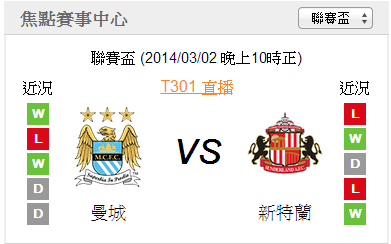 焦點賽事中心 聯賽盃
聯賽盃 (2014/03/02 晚上10時正)
近況 T301 直播 近況
W L
L W
W D
D L
D W
M.C.F.C.
SUNDERLAND A.F.C.
VS
曼城 新特蘭